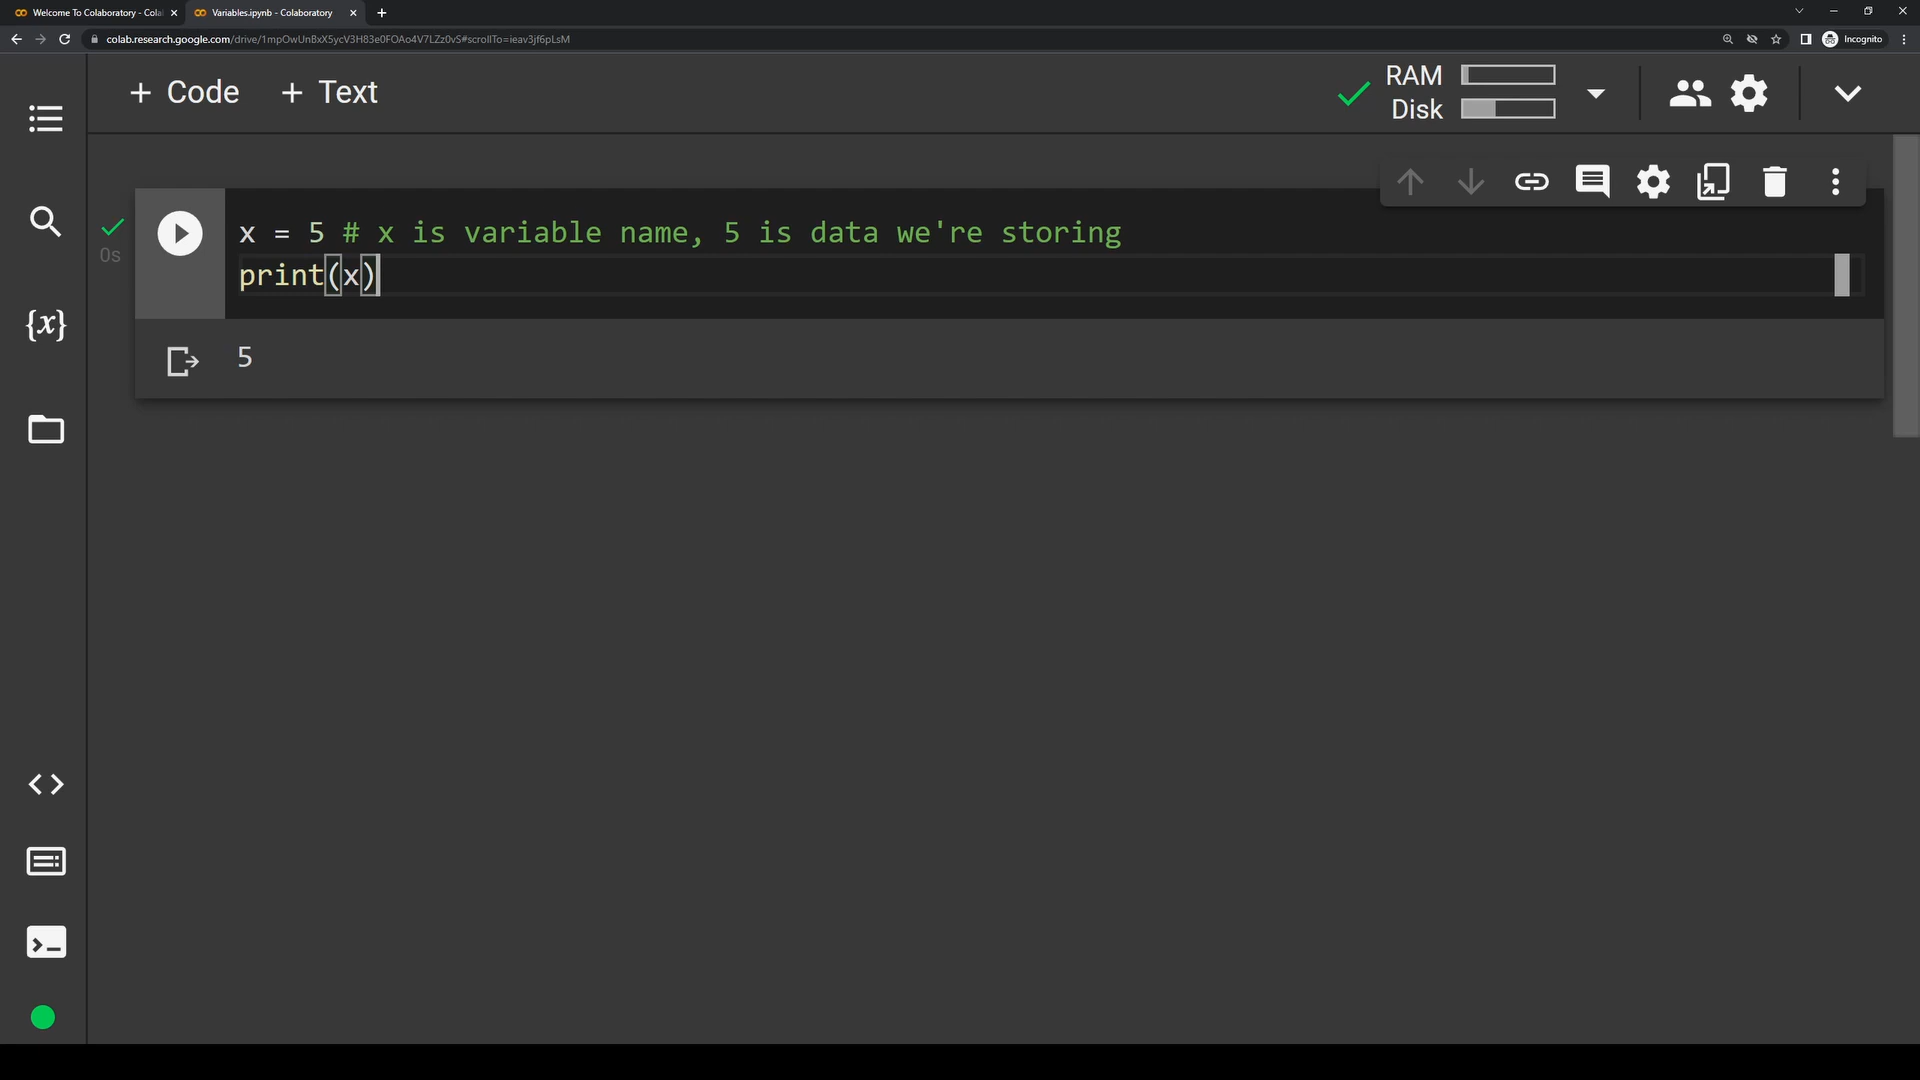 Welcome To Colaboratory - Cola
Variables.ipynb - Colaboratory
colab.research.google.com/drive/1mpOwUnBxX5ycV3H83e0FOAo4V7LZz0vS#scrollTo=ieav3jf6pLsM
Incognito
+ Code + Text
RAM
Disk
0s
x = 5 # x is variable name, 5 is data we're storing
print(x)
{x}
5